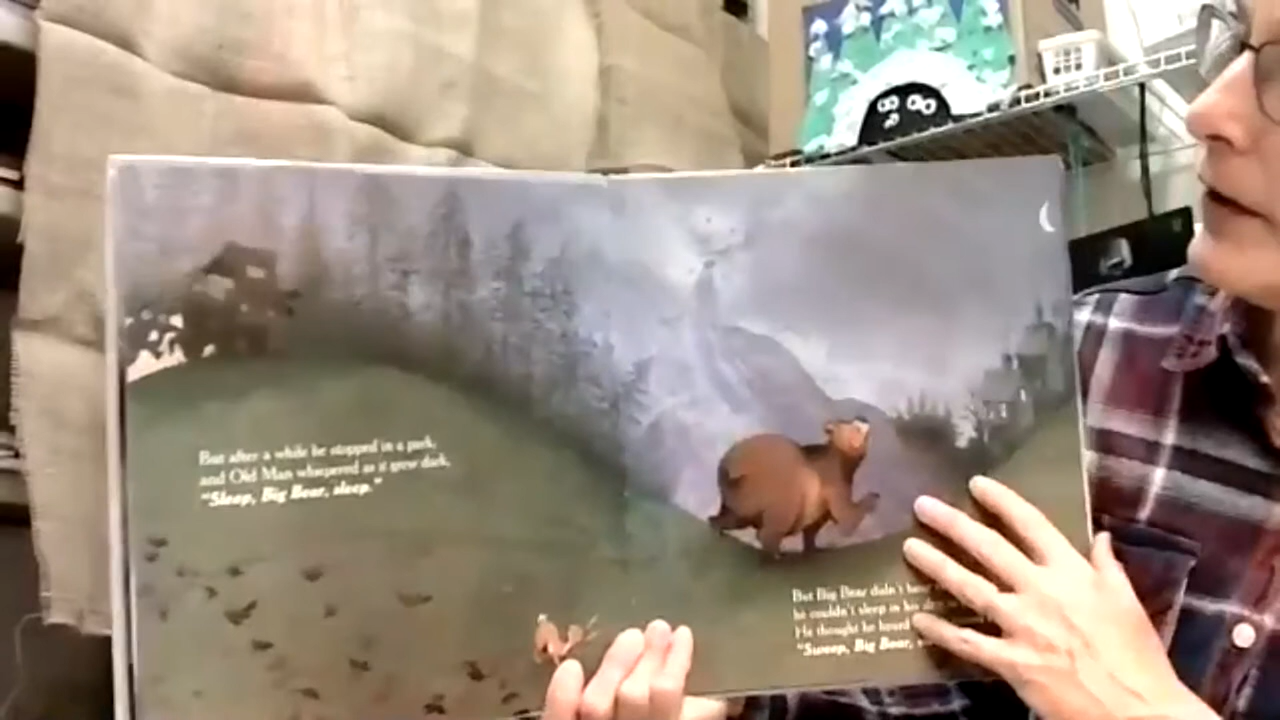 But after a while he stopped in a park,
and Old Man whispered as it grew dark,
"Sleep, Big Bear, sleep."
But Big Bear didn't
he couldn't sleep in his
He thought he heard
"Sweep, Big Bear,